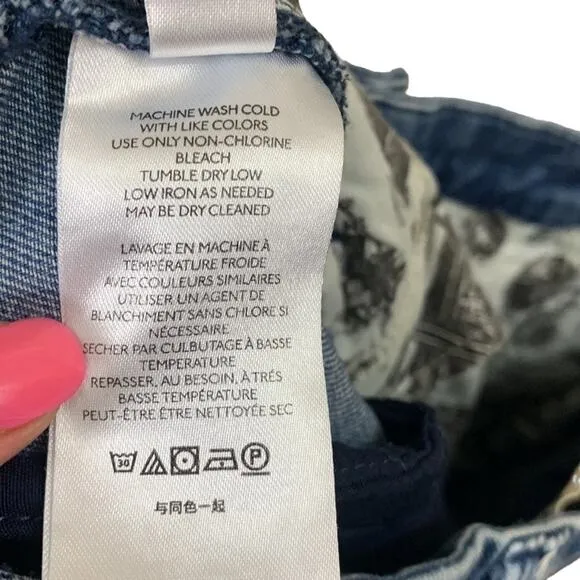 MACHINE WASH COLD
WITH LIKE COLORS
USE ONLY NON-CHLORINE
BLEACH
TUMBLE DRY LOW
LOW IRON AS NEEDED
MAY BE DRY CLEANED
LAVAGE EN MACHINE À
TEMPÉRATURE FROIDE
AVEC COULEURS SIMILAIRES
UTILISER UN AGENT DE
BLANCHIMENT SANS CHLORE SI
NÉCESSAIRE
SECHER PAR CULBUTAGE À BASSE
TEMPERATURE
REPASSER, AU BESOIN, À TRÈS
BASSE TEMPÉRATURE
PEUT-ÊTRE ÊTRE NETTOYÉE SEC
30 P
与同色一起